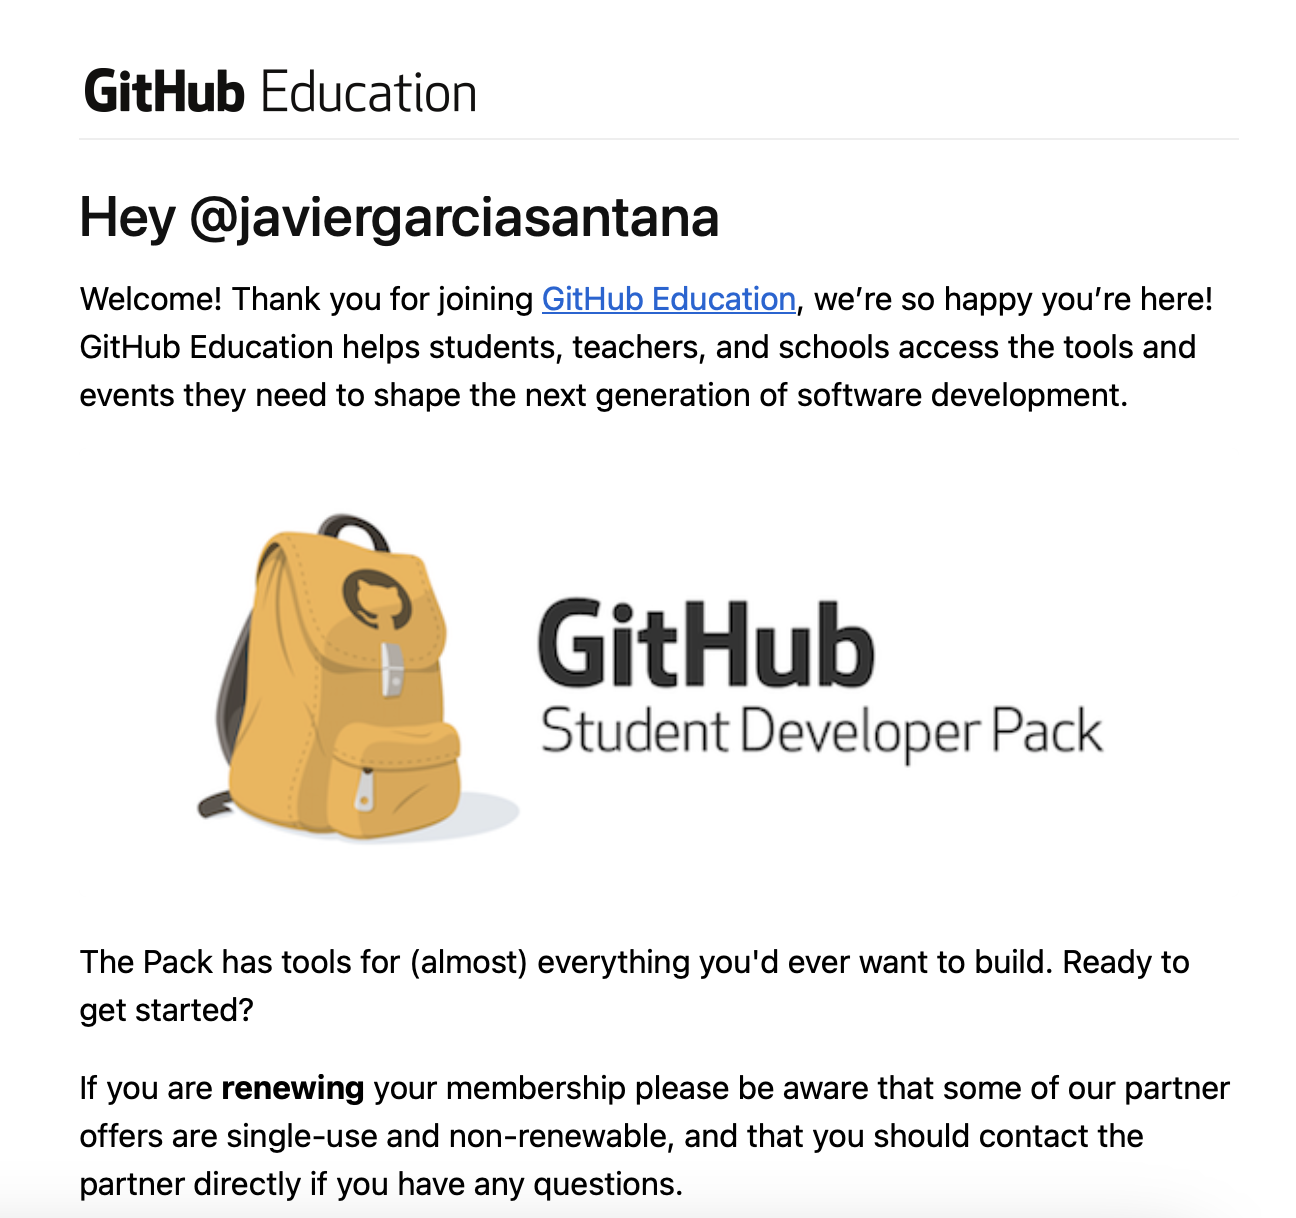 GitHub Education
Hey @javiergarciasantana
Welcome! Thank you for joining GitHub Education, we’re so happy you’re here!
GitHub Education helps students, teachers, and schools access the tools and
events they need to shape the next generation of software development.
GitHub
Student Developer Pack
The Pack has tools for (almost) everything you'd ever want to build. Ready to
get started?
If you are renewing your membership please be aware that some of our partner
offers are single-use and non-renewable, and that you should contact the
partner directly if you have any questions.